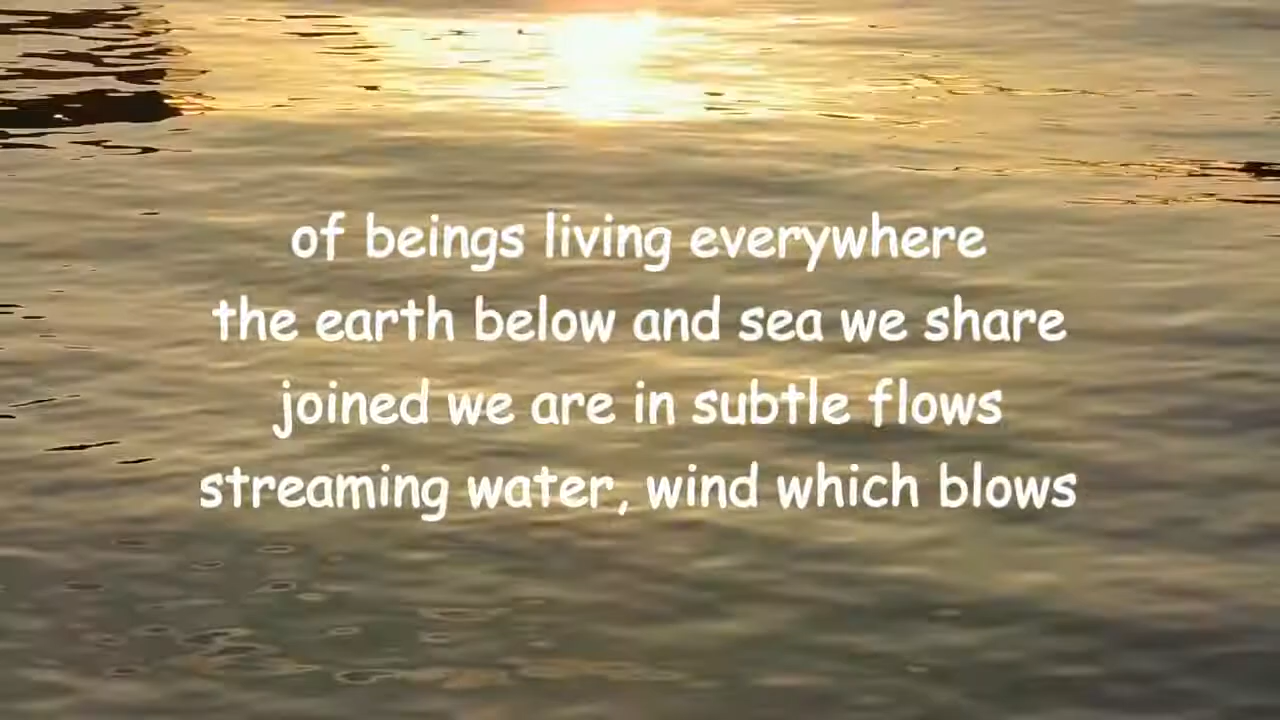 of beings living everywhere
the earth below and sea we share
joined we are in subtle flows
streaming water, wind which blows